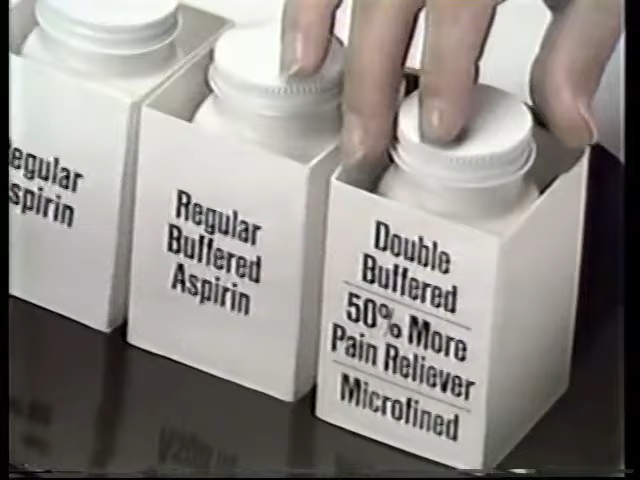 egular
spirin
Regular
Buffered
Aspirin
Double
Buffered
50% More
Pain Reliever
Microfined